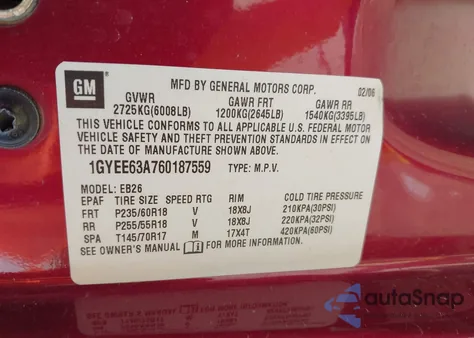 GM
MFD BY GENERAL MOTORS CORP. 02/06
GVWR GAWR FRT GAWR RR
2725KG(6008LB) 1200KG(2645LB) 1540KG(3395LB)
THIS VEHICLE CONFORMS TO ALL APPLICABLE U.S. FEDERAL MOTOR
VEHICLE SAFETY AND THEFT PREVENTION STANDARDS IN EFFECT ON
THE DATE OF MANUFACTURE SHOWN ABOVE.
1GYEE63A760187559 TYPE: M.P.V.
MODEL: EB26
EPAF TIRE SIZE SPEED RTG RIM COLD TIRE PRESSURE
FRT P235/60R18 V 18X8J 210KPA(30PSI)
RR P255/55R18 V 18X8J 220KPA(32PSI)
SPA T145/70R17 M 17X4T 420KPA(60PSI)
SEE OWNER'S MANUAL FOR ADDITIONAL INFORMATION.
autoSnap